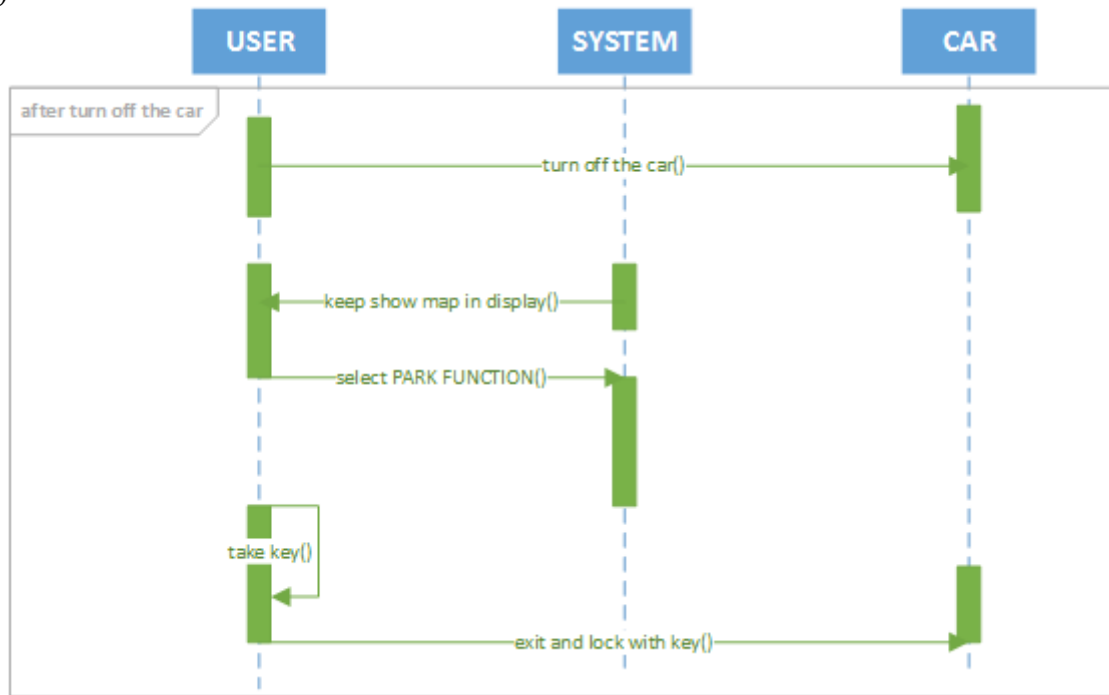 USER
SYSTEM
CAR
after turn off the car
turn off the car()
keep show map in display()
select PARK FUNCTION()
take key()
exit and lock with key()